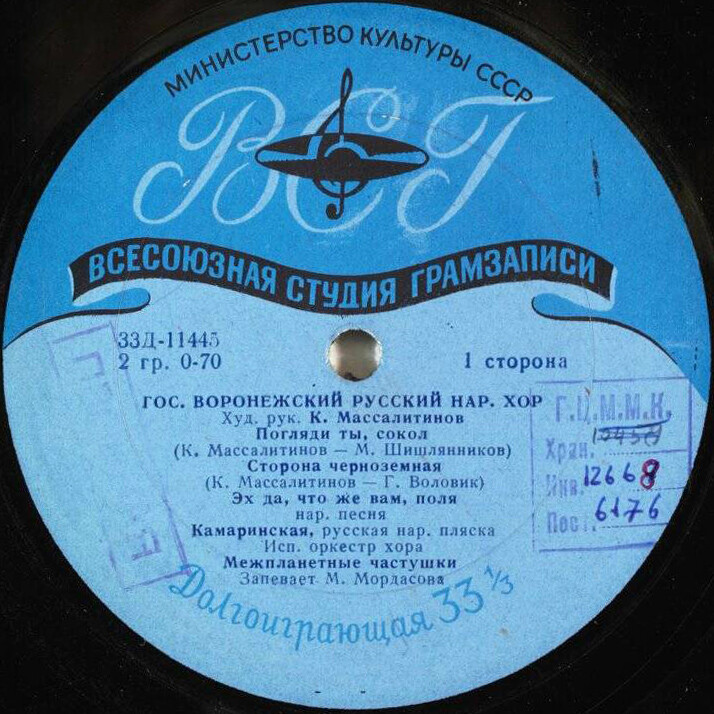 МИНИСТЕРСТВО КУЛЬТУРЫ СССР
ВСГ
ВСЕСОЮЗНАЯ СТУДИЯ ГРАМЗАПИСИ
33Д-11445
2 гр. 0-70
1 сторона
ГОС. ВОРОНЕЖСКИЙ РУССКИЙ НАР. ХОР
Худ. рук. К. Массалитинов
Погляди ты, сокол
(К. Массалитинов — М. Шишлянников)
Сторона черноземная
(К. Массалитинов — Г. Воловик)
Эх да, что же вам, поля
нар. песня
Камаринская, русская нар. пляска
Исп. оркестр хора
Межпланетные частушки
Запевает М. Мордасова
Долгоиграющая 33 1/3
Г.Ц.М.М.К.
Хран.
Инв. 12668
Пост. 6176